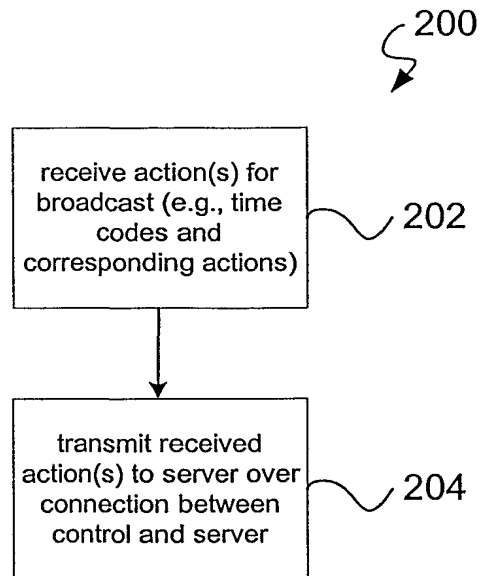 200
receive action(s) for
broadcast (e.g., time
codes and
corresponding actions)
202
transmit received
action(s) to server over
connection between
control and server
204